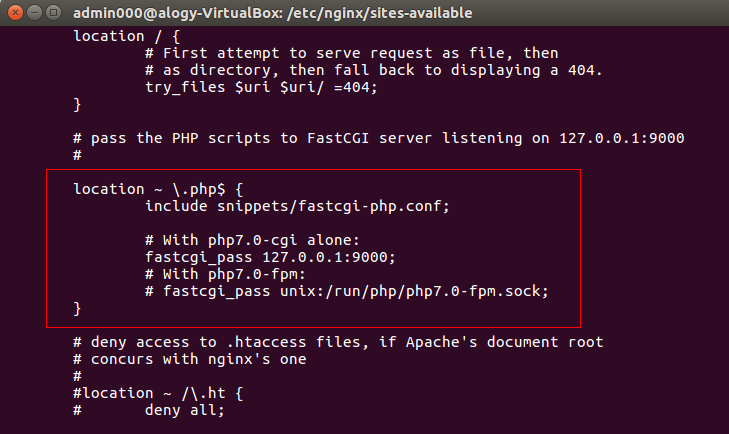 admin000@alogy-VirtualBox: /etc/nginx/sites-available
location / {
# First attempt to serve request as file, then
# as directory, then fall back to displaying a 404.
try_files $uri $uri/ =404;
}
# pass the PHP scripts to FastCGI server listening on 127.0.0.1:9000
#
location ~ \.php$ {
include snippets/fastcgi-php.conf;
# With php7.0-cgi alone:
fastcgi_pass 127.0.0.1:9000;
# With php7.0-fpm:
# fastcgi_pass unix:/run/php/php7.0-fpm.sock;
}
# deny access to .htaccess files, if Apache's document root
# concurs with nginx's one
#
#location ~ /\.ht {
#       deny all;